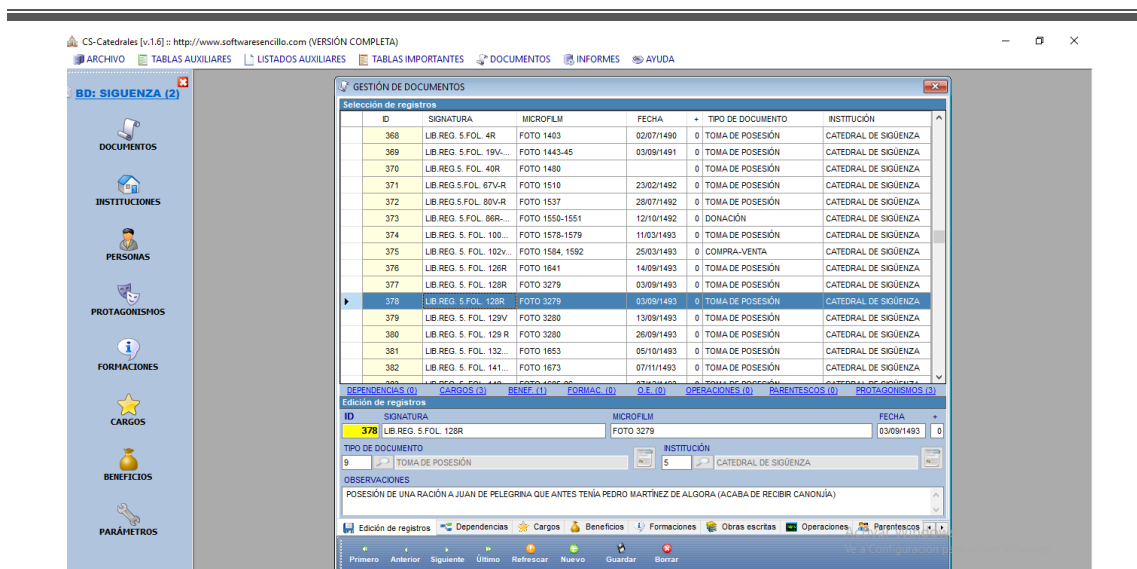 CS-Catedrales [v.1.6] :: http://www.softwaresencillo.com (VERSIÓN COMPLETA)
ARCHIVO TABLAS AUXILIARES LISTADOS AUXILIARES TABLAS IMPORTANTES DOCUMENTOS INFORMES AYUDA
BD: SIGUENZA (2)
DOCUMENTOS
INSTITUCIONES
PERSONAS
PROTAGONISMOS
FORMACIONES
CARGOS
BENEFICIOS
PARÁMETROS
GESTIÓN DE DOCUMENTOS
Selección de registros
ID SIGNATURA MICROFILM FECHA + TIPO DE DOCUMENTO INSTITUCIÓN
368 LIB.REG. 5.FOL. 4R FOTO 1403 02/07/1490 0 TOMA DE POSESIÓN CATEDRAL DE SIGÜENZA
369 LIB.REG. 5.FOL. 19V-... FOTO 1443-45 03/09/1491 0 TOMA DE POSESIÓN CATEDRAL DE SIGÜENZA
370 LIB.REG.5. FOL. 40R FOTO 1480 0 TOMA DE POSESIÓN CATEDRAL DE SIGÜENZA
371 LIB.REG.5.FOL. 67V-R FOTO 1510 23/02/1492 0 TOMA DE POSESIÓN CATEDRAL DE SIGÜENZA
372 LIB.REG.5.FOL. 80V-R FOTO 1537 28/07/1492 0 TOMA DE POSESIÓN CATEDRAL DE SIGÜENZA
373 LIB.REG. 5.FOL. 86R-... FOTO 1550-1551 12/10/1492 0 DONACIÓN CATEDRAL DE SIGÜENZA
374 LIB.REG. 5. FOL. 100... FOTO 1578-1579 11/03/1493 0 TOMA DE POSESIÓN CATEDRAL DE SIGÜENZA
375 LIB.REG. 5. FOL. 102v... FOTO 1584, 1592 25/03/1493 0 COMPRA-VENTA CATEDRAL DE SIGÜENZA
376 LIB.REG. 5. FOL. 126R FOTO 1641 14/09/1493 0 TOMA DE POSESIÓN CATEDRAL DE SIGÜENZA
377 LIB.REG. 5.FOL. 128R FOTO 3279 03/09/1493 0 TOMA DE POSESIÓN CATEDRAL DE SIGÜENZA
378 LIB.REG. 5.FOL. 128R FOTO 3279 03/09/1493 0 TOMA DE POSESIÓN CATEDRAL DE SIGÜENZA
379 LIB.REG. 5.FOL. 129V FOTO 3280 13/09/1493 0 TOMA DE POSESIÓN CATEDRAL DE SIGÜENZA
380 LIB.REG. 5. FOL. 129 R FOTO 3280 26/09/1493 0 TOMA DE POSESIÓN CATEDRAL DE SIGÜENZA
381 LIB.REG. 5. FOL. 132... FOTO 1653 05/10/1493 0 TOMA DE POSESIÓN CATEDRAL DE SIGÜENZA
382 LIB.REG. 5. FOL. 141... FOTO 1673 07/11/1493 0 TOMA DE POSESIÓN CATEDRAL DE SIGÜENZA
DEPENDENCIAS (0) CARGOS (3) BENEF. (1) FORMAC. (0) O.E. (0) OPERACIONES (0) PARENTESCOS (0) PROTAGONISMOS (3)
Edición de registros
ID SIGNATURA MICROFILM FECHA +
378 LIB.REG. 5.FOL. 128R FOTO 3279 03/09/1493 0
TIPO DE DOCUMENTO INSTITUCIÓN
9 TOMA DE POSESIÓN 5 CATEDRAL DE SIGÜENZA
OBSERVACIONES
POSESIÓN DE UNA RACIÓN A JUAN DE PELEGRINA QUE ANTES TENÍA PEDRO MARTÍNEZ DE ALGORA (ACABA DE RECIBIR CANONJÍA)
Edición de registros Dependencias Cargos Beneficios Formaciones Obras escritas Operaciones Parentescos
Primero Anterior Siguiente Último Refrescar Nuevo Guardar Borrar